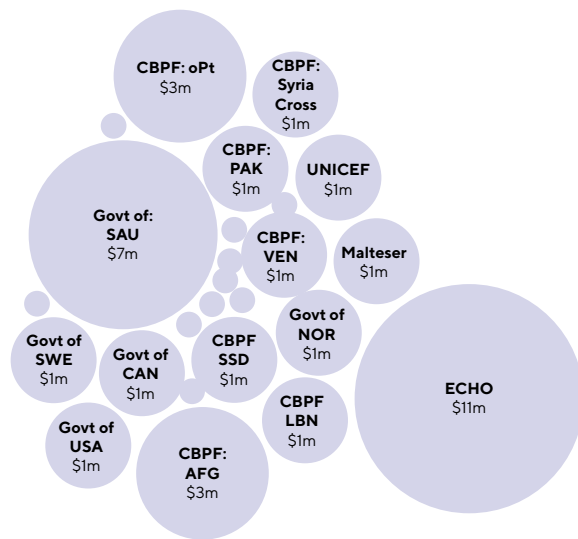 CBPF: oPt
$3m
CBPF:
Syria
Cross
$1m
CBPF:
PAK
$1m
UNICEF
$1m
Govt of:
SAU
$7m
CBPF:
VEN
$1m
Malteser
$1m
Govt of
NOR
$1m
Govt of
SWE
$1m
Govt of
CAN
$1m
CBPF
SSD
$1m
ECHO
$11m
CBPF
LBN
$1m
Govt of
USA
$1m
CBPF:
AFG
$3m